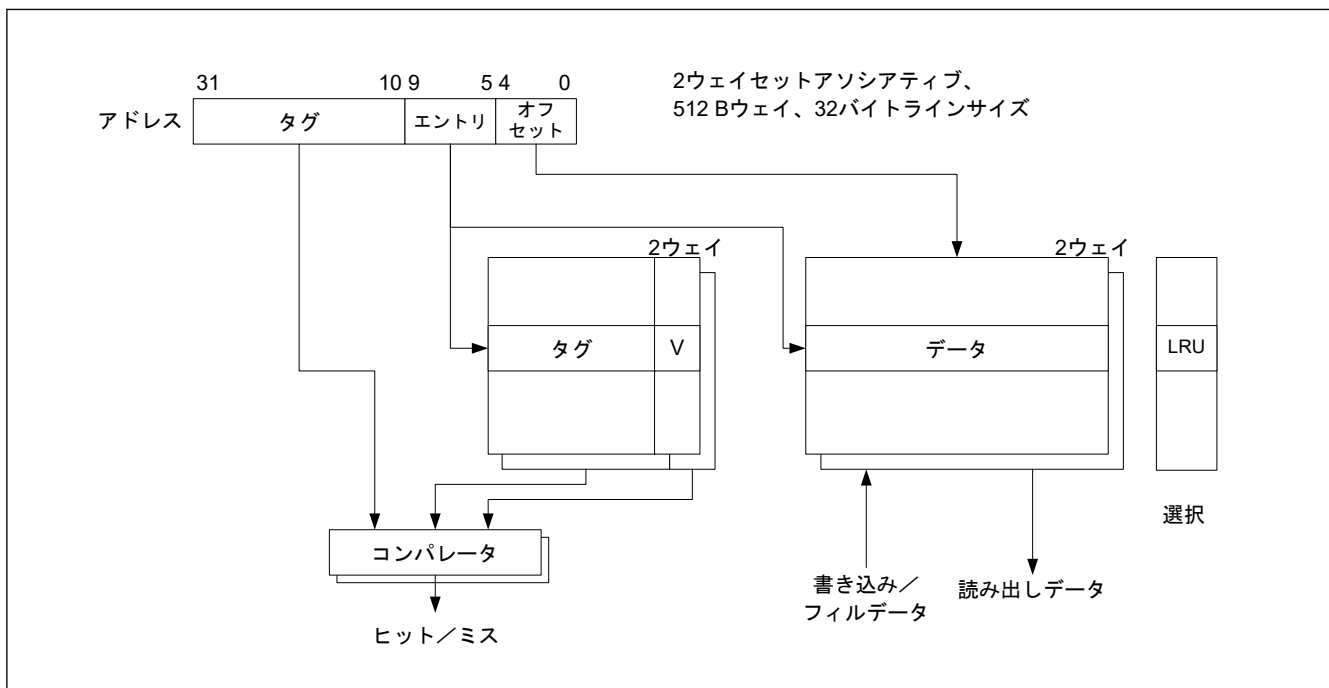 31 10 9 5 4 0
アドレス タグ エントリ オフ
セット
2ウェイセットアソシアティブ、
512 Bウェイ、32バイトラインサイズ
2ウェイ
タグ V
2ウェイ
データ
LRU
選択
コンパレータ
ヒット／ミス
書き込み／
フィルデータ
読み出しデータ